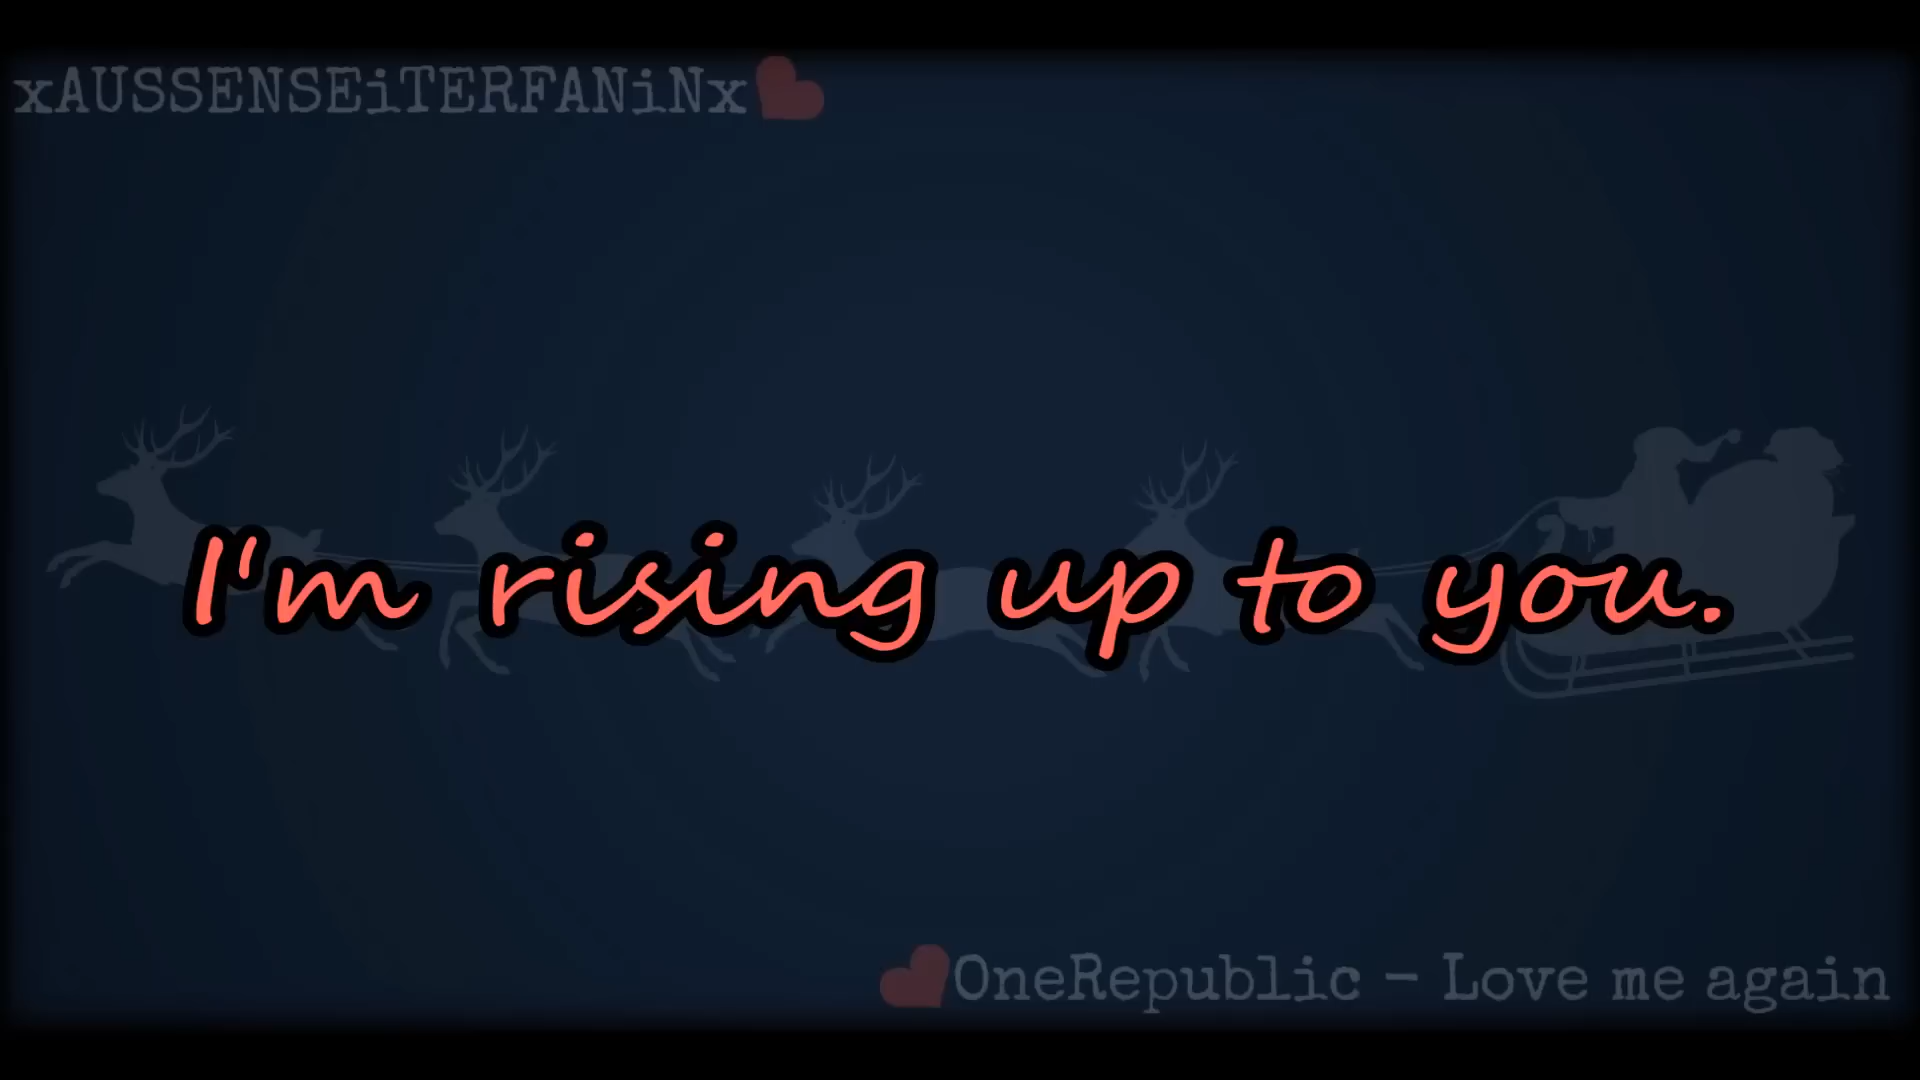 xAUSSENSEiTERFANiNx
I'm rising up to you.
OneRepublic - Love me again